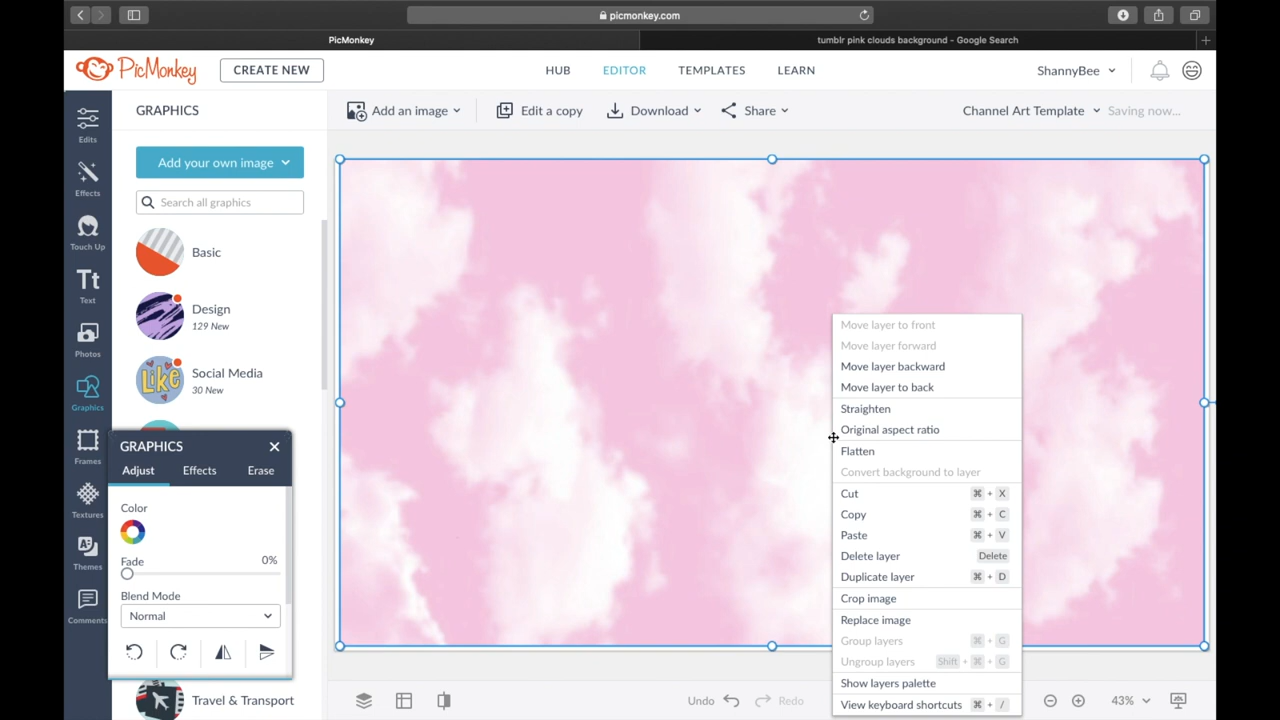 picmonkey.com
PicMonkey
tumblr pink clouds background - Google Search
PicMonkey
CREATE NEW
HUB
EDITOR
TEMPLATES
LEARN
ShannyBee
Edits
Effects
Touch Up
Tt
Text
Photos
Graphics
Frames
Textures
Themes
Comments
GRAPHICS
Add your own image
Search all graphics
Basic
Design
129 New
LIKE
Social Media
30 New
Travel & Transport
Add an image
Edit a copy
Download
Share
Channel Art Template
Saving now...
GRAPHICS
Adjust
Effects
Erase
Color
Fade
0%
Blend Mode
Normal
Move layer to front
Move layer forward
Move layer backward
Move layer to back
Straighten
Original aspect ratio
Flatten
Convert background to layer
Cut ⌘ + X
Copy ⌘ + C
Paste ⌘ + V
Delete layer Delete
Duplicate layer ⌘ + D
Crop image
Replace image
Group layers ⌘ + G
Ungroup layers Shift + ⌘ + G
Show layers palette
View keyboard shortcuts ⌘ + /
Undo
Redo
43%